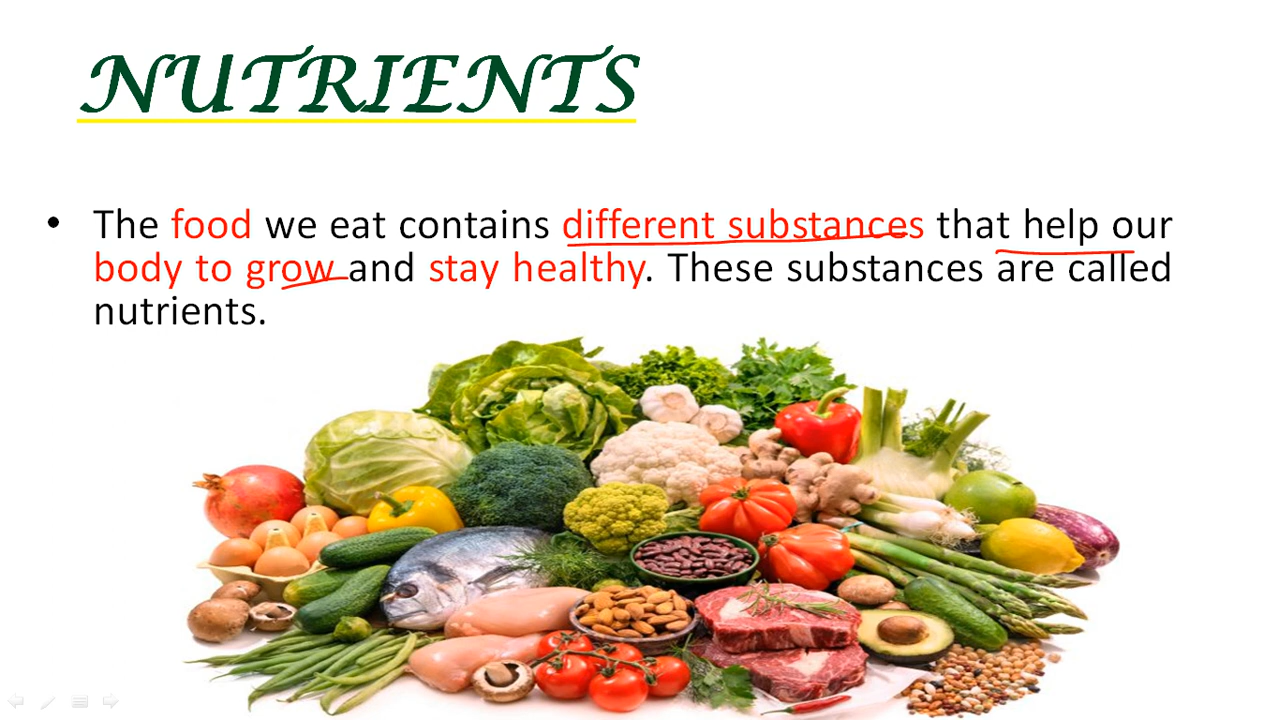 NUTRIENTS
• The food we eat contains different substances that help our
body to grow and stay healthy. These substances are called
nutrients.